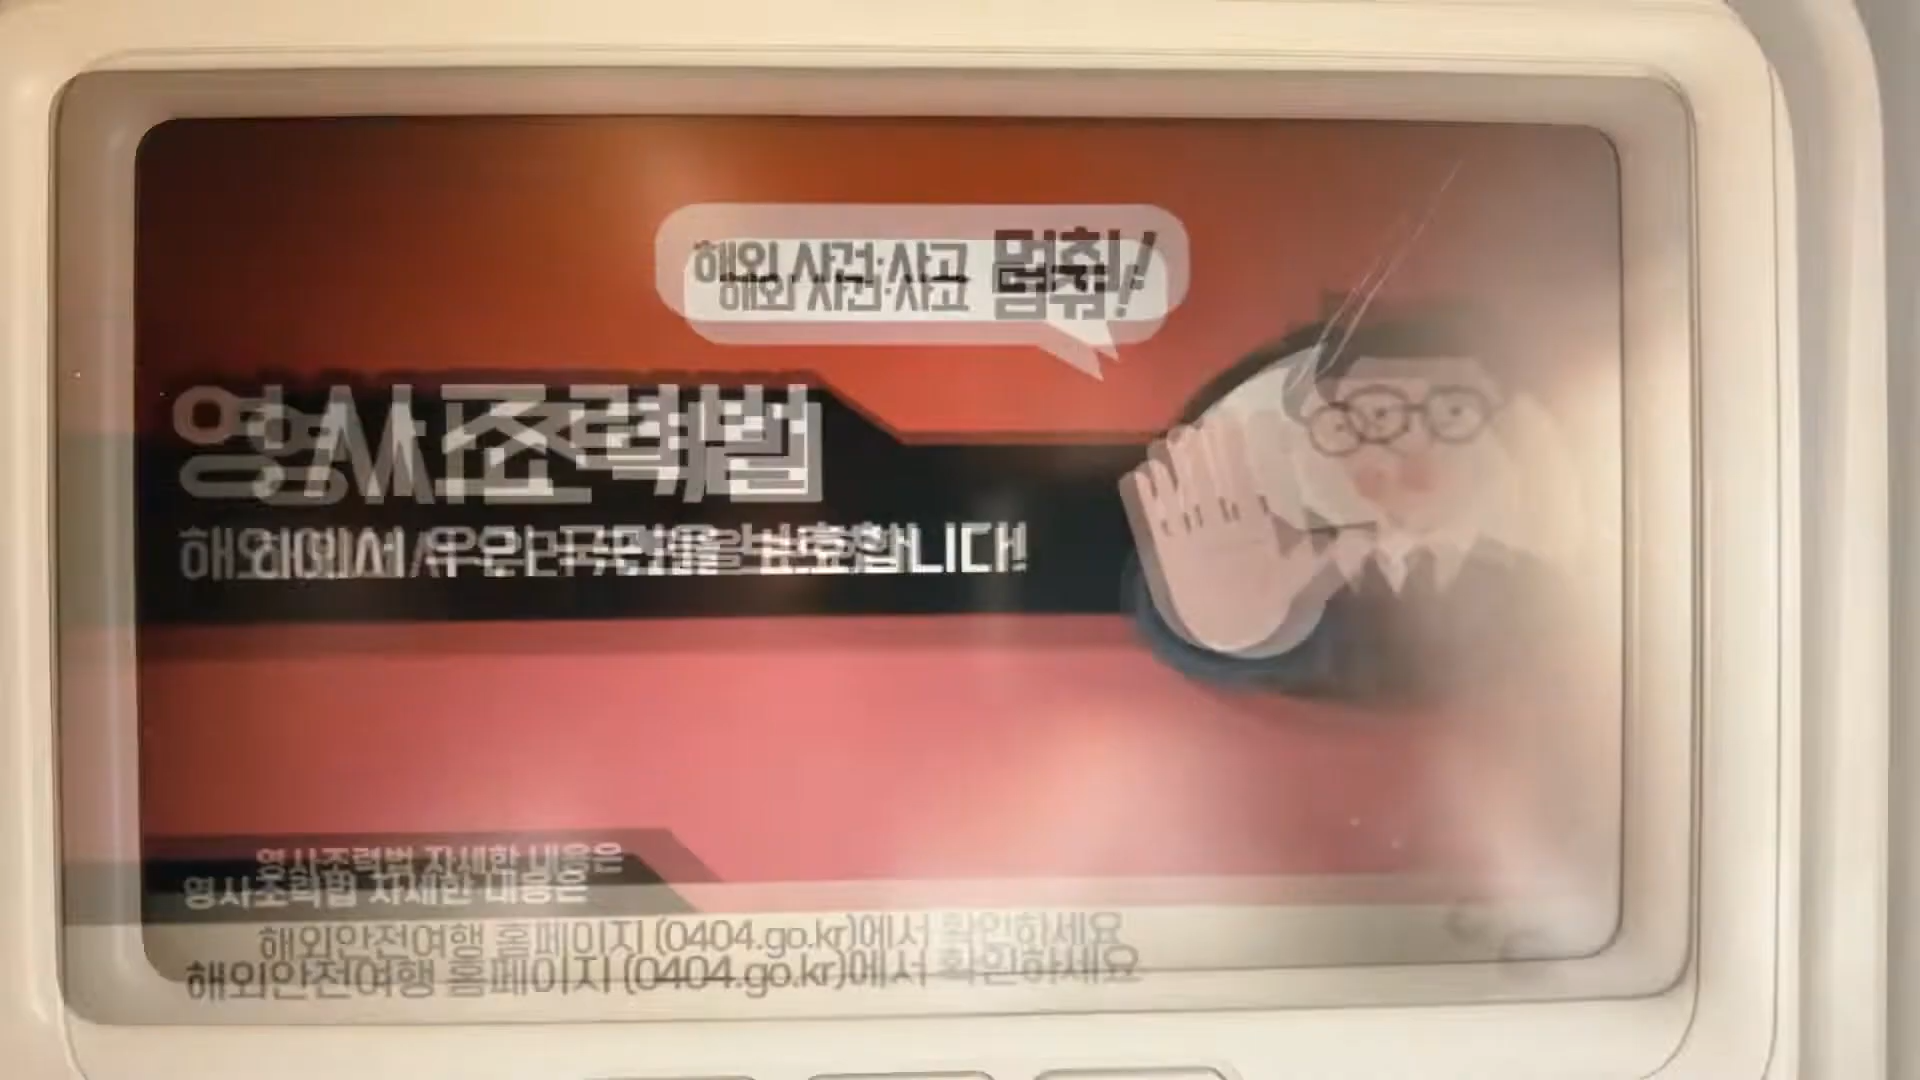 해외 사건·사고 멈춰!
영사조력법
해외에서 우리 국민을 보호합니다!
영사조력법 자세한 내용은
해외안전여행 홈페이지 (0404.go.kr)에서 확인하세요